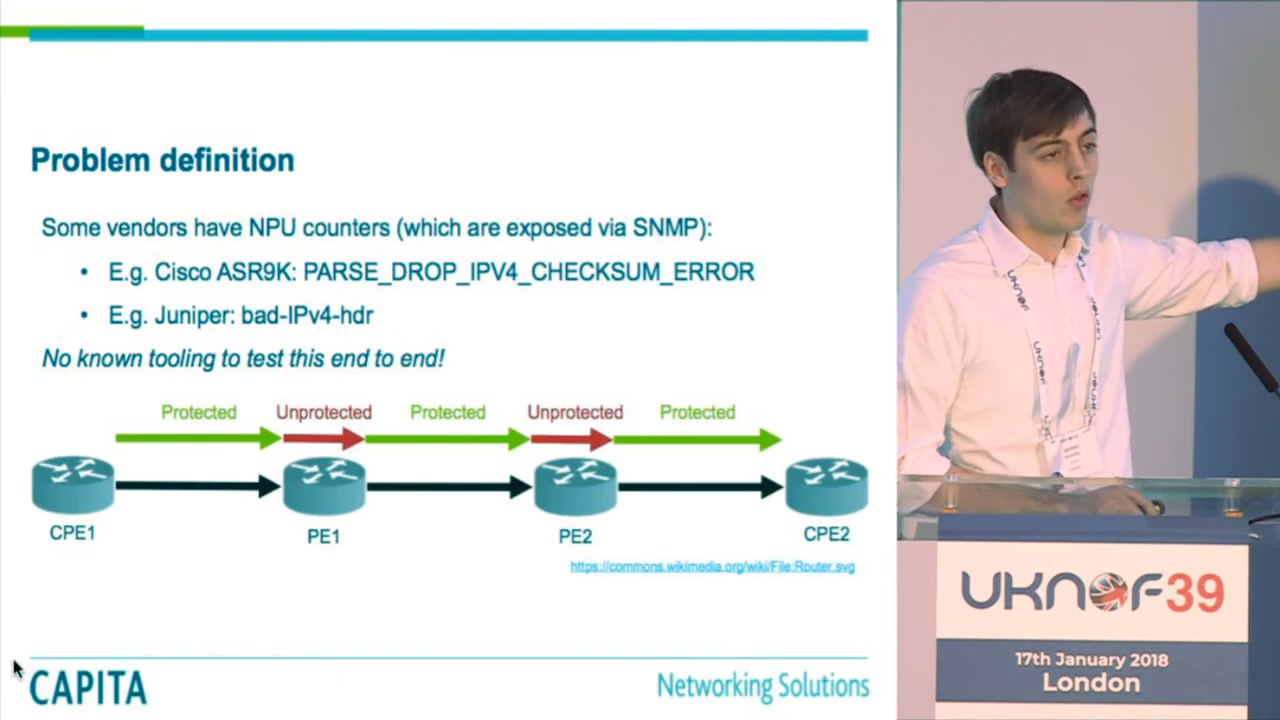 Problem definition
Some vendors have NPU counters (which are exposed via SNMP):
• E.g. Cisco ASR9K: PARSE_DROP_IPV4_CHECKSUM_ERROR
• E.g. Juniper: bad-IPv4-hdr
No known tooling to test this end to end!
Protected Unprotected Protected Unprotected Protected
CPE1 PE1 PE2 CPE2
https://commons.wikimedia.org/wiki/File:Router.svg
CAPITA
Networking Solutions
UKNOF
UKNOF
UKNOF39
17th January 2018
London